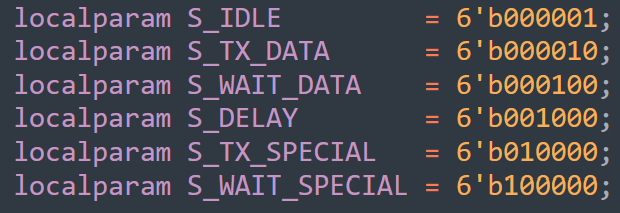 localparam S_IDLE         = 6'b000001;
localparam S_TX_DATA      = 6'b000010;
localparam S_WAIT_DATA    = 6'b000100;
localparam S_DELAY        = 6'b001000;
localparam S_TX_SPECIAL   = 6'b010000;
localparam S_WAIT_SPECIAL = 6'b100000;